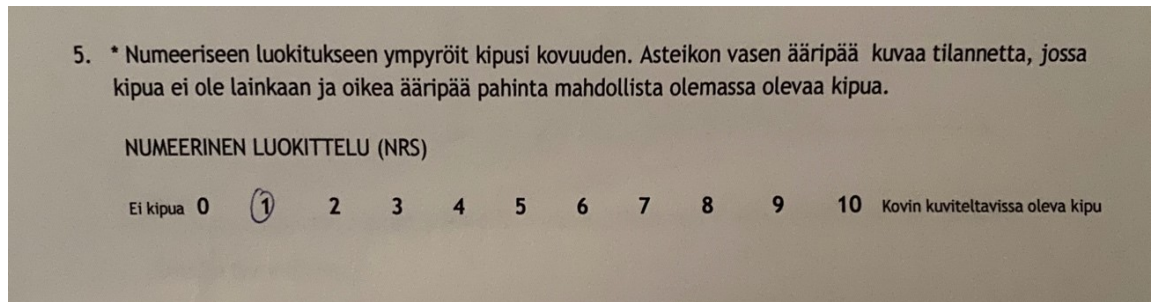 5. * Numeeriseen luokitukseen ympyröit kipusi kovuuden. Asteikon vasen ääripää kuvaa tilannetta, jossa
kipua ei ole lainkaan ja oikea ääripää pahinta mahdollista olemassa olevaa kipua.
NUMEERINEN LUOKITTELU (NRS)
Ei kipua 0 1 2 3 4 5 6 7 8 9 10 Kovin kuviteltavissa oleva kipu